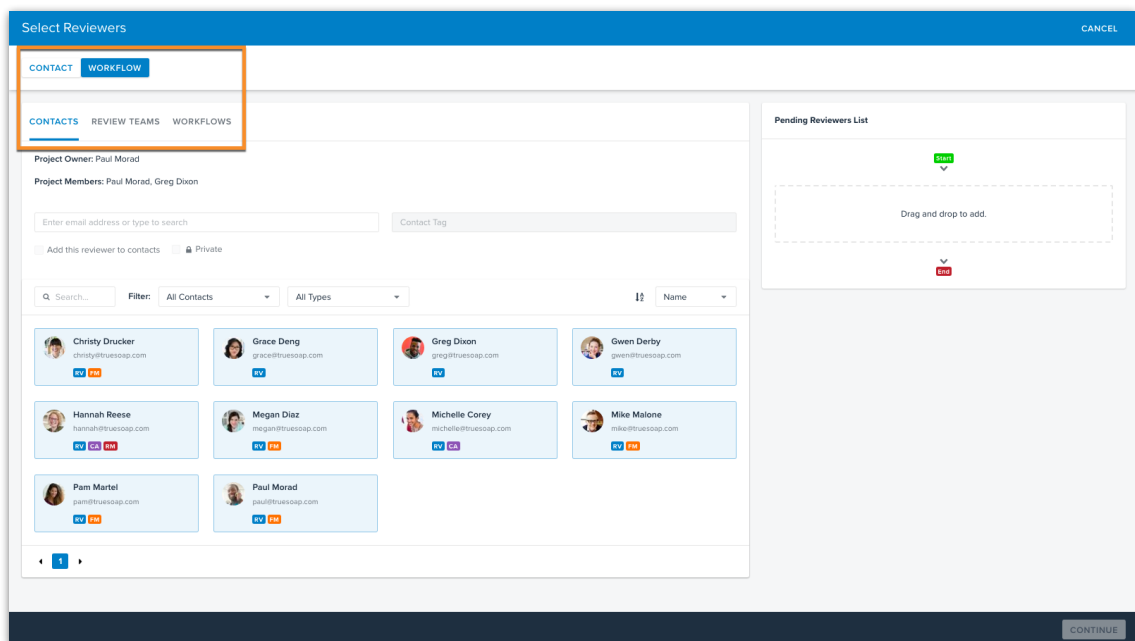 Select Reviewers
CANCEL
CONTACT WORKFLOW
CONTACTS REVIEW TEAMS WORKFLOWS
Project Owner: Paul Morad
Project Members: Paul Morad, Greg Dixon
Enter email address or type to search
Contact Tag
Add this reviewer to contacts
Private
Search...
Filter:
All Contacts
All Types
Name
Christy Drucker
christy@truesoap.com
RV FM
Grace Deng
grace@truesoap.com
RV
Greg Dixon
greg@truesoap.com
RV
Gwen Derby
gwen@truesoap.com
RV
Hannah Reese
hannah@truesoap.com
RV CA RM
Megan Diaz
megan@truesoap.com
RV FM
Michelle Corey
michelle@truesoap.com
RV CA
Mike Malone
mike@truesoap.com
RV FM
Pam Martel
pam@truesoap.com
RV FM
Paul Morad
paul@truesoap.com
RV FM
1
Pending Reviewers List
Start
Drag and drop to add.
End
CONTINUE